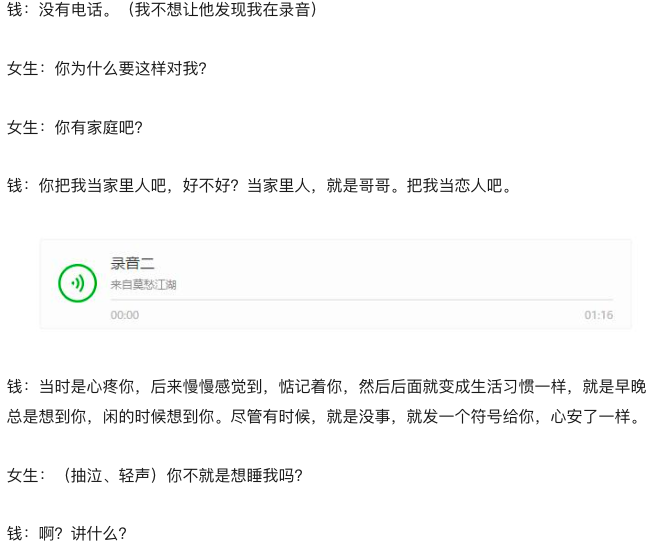 钱：没有电话。（我不想让他发现我在录音）
女生：你为什么要这样对我？
女生：你有家庭吧？
钱：你把我当家里人吧，好不好？当家里人，就是哥哥。把我当恋人吧。
录音二
来自莫愁江湖
00:00 01:16
钱：当时是心疼你，后来慢慢感觉到，惦记着你，然后后面就变成生活习惯一样，就是早晚
总是想到你，闲的时候想到你。尽管有时候，就是没事，就发一个符号给你，心安了一样。
女生：（抽泣、轻声）你不就是想睡我吗？
钱：啊？讲什么？